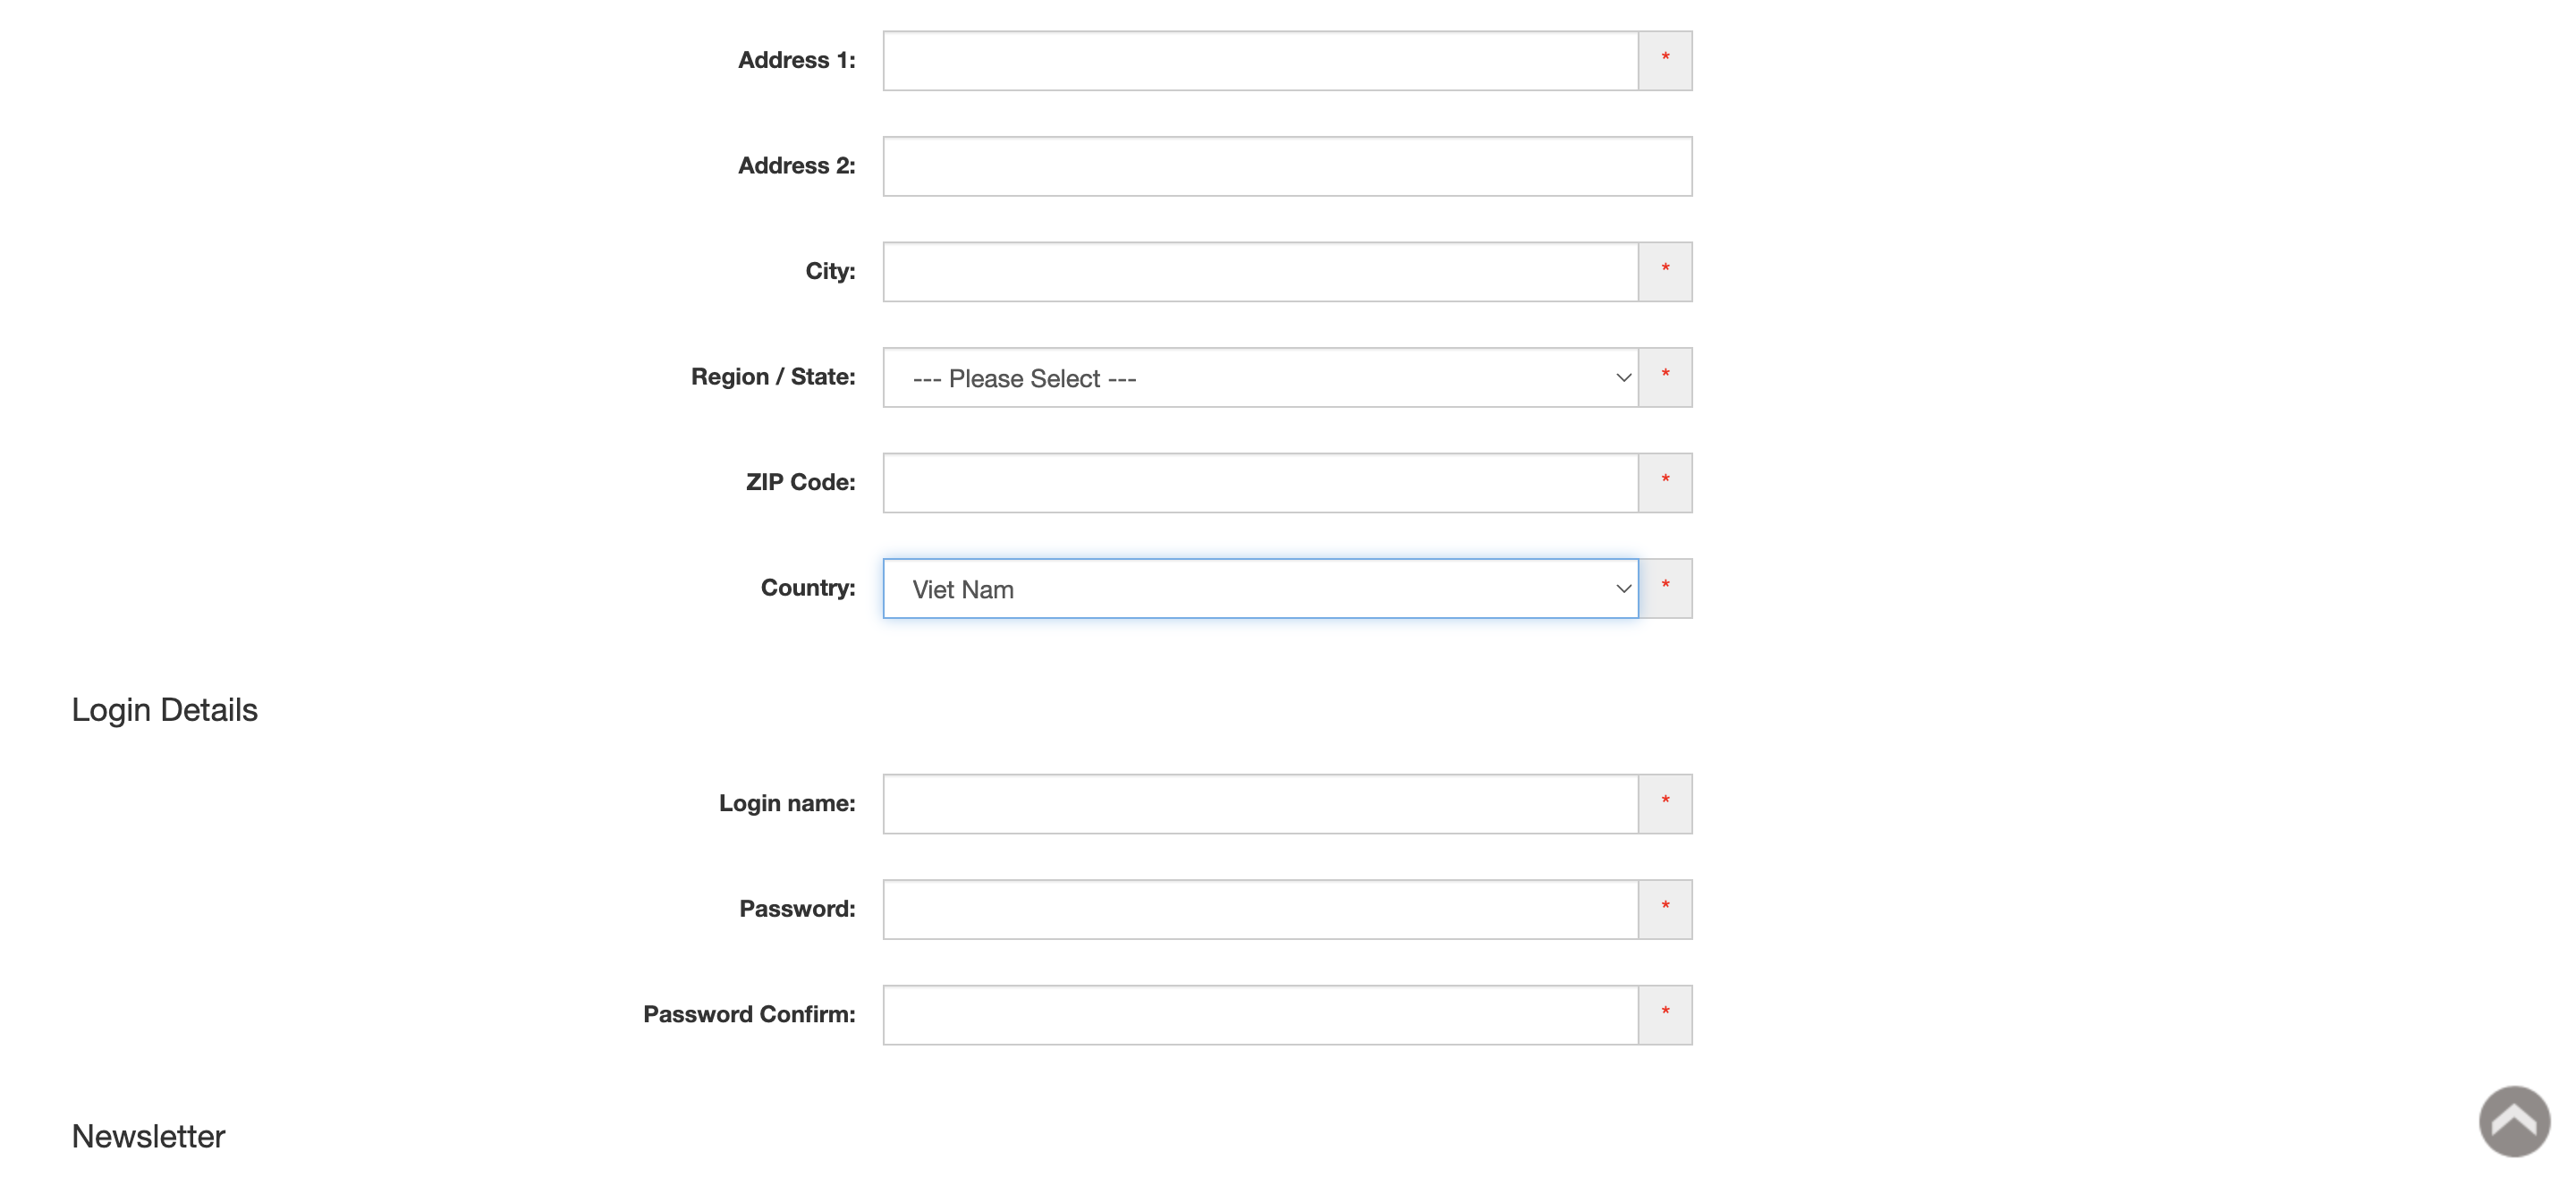 Address 1: *
Address 2:
City: *
Region / State: --- Please Select --- *
ZIP Code: *
Country: Viet Nam *
Login Details
Login name: *
Password: *
Password Confirm: *
Newsletter